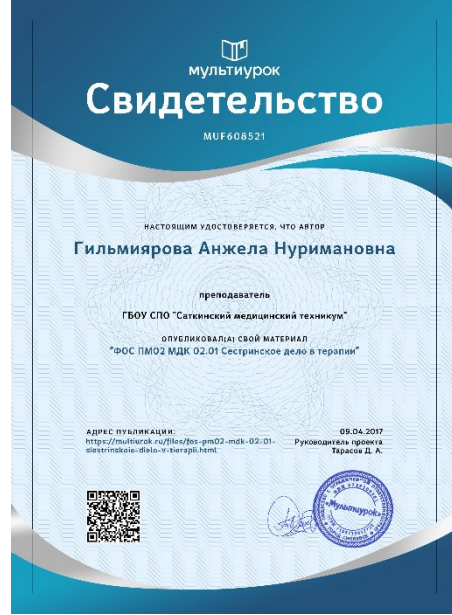 мультиурок
Свидетельство
MUF608521
НАСТОЯЩИМ УДОСТОВЕРЯЕТСЯ, ЧТО АВТОР
Гильмиярова Анжела Нуримановна
преподаватель
ГБОУ СПО "Саткинский медицинский техникум"
ОПУБЛИКОВАЛ(А) СВОЙ МАТЕРИАЛ
"ФОС ПМ02 МДК 02.01 Сестринское дело в терапии"
АДРЕС ПУБЛИКАЦИИ:
https://multiurok.ru/files/fos-pm02-mdk-02-01-
siestrinskoie-dielo-v-tierapii.html
09.04.2017
Руководитель проекта
Тарасов Д. А.
«Мультиурок»